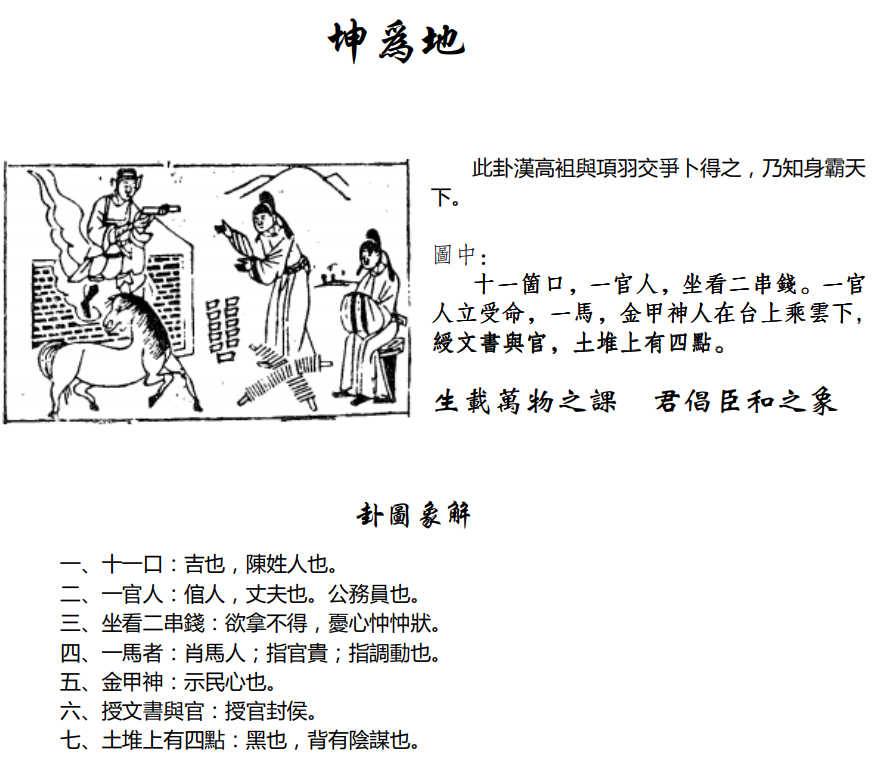 坤爲地
此卦漢高祖與項羽交爭卜得之，乃知身霸天
下。
圖中：
十一箇口，一官人，坐看二串錢。一官
人立受命，一馬，金甲神人在台上乘雲下，
綬文書與官，土堆上有四點。
生載萬物之課　君倡臣和之象
卦圖象解
一、十一口：吉也，陳姓人也。
二、一官人：倌人，丈夫也。公務員也。
三、坐看二串錢：欲拿不得，憂心忡忡狀。
四、一馬者：肖馬人；指官貴；指調動也。
五、金甲神：示民心也。
六、授文書與官：授官封侯。
七、土堆上有四點：黑也，背有陰謀也。